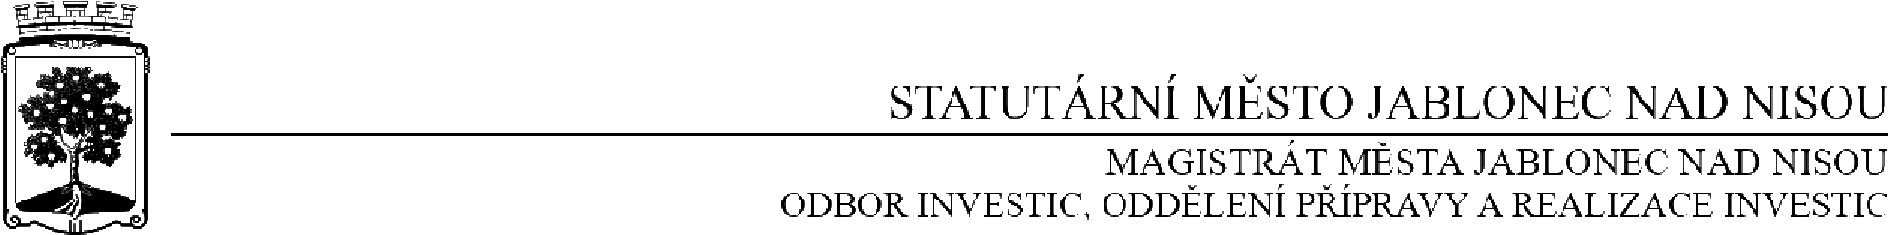 STATUTÁRNÍ MĚSTO JABLONEC NAD NISOU
MAGISTRÁT MĚSTA JABLONEC NAD NISOU
ODBOR INVESTIC, ODDĚLENÍ PŘÍPRAVY A REALIZACE INVESTIC